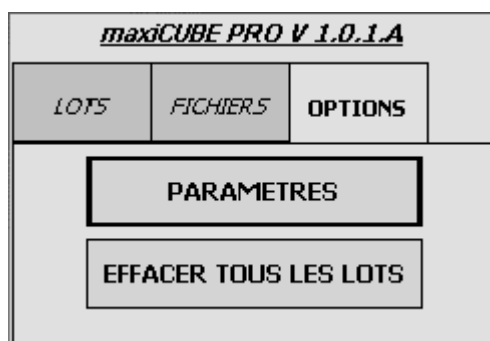 maxiCUBE PRO V 1.0.1.A
LOTS FICHIERS OPTIONS
PARAMETRES
EFFACER TOUS LES LOTS